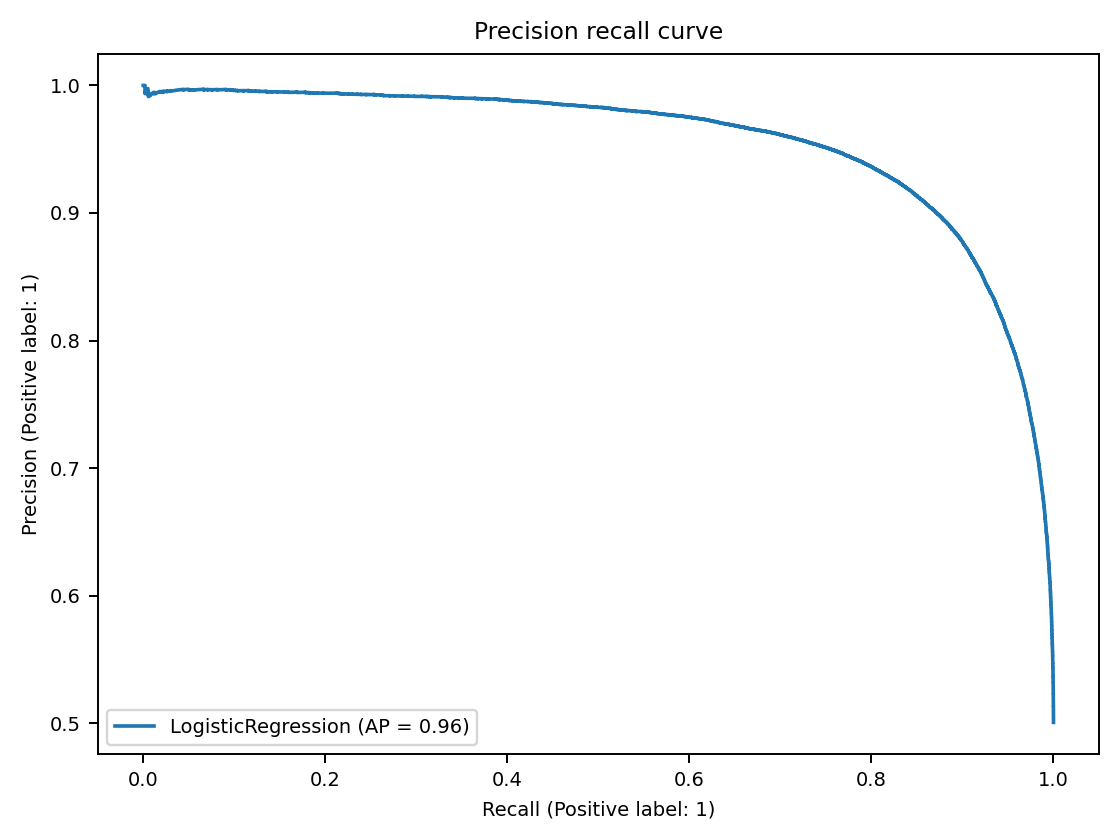 Precision recall curve
1.0
0.9
0.8
0.7
0.6
0.5
Precision (Positive label: 1)
LogisticRegression (AP = 0.96)
0.0 0.2 0.4 0.6 0.8 1.0
Recall (Positive label: 1)